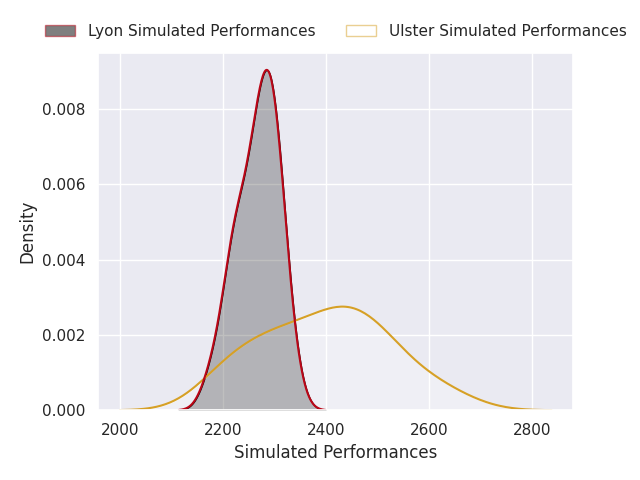 Lyon Simulated Performances Ulster Simulated Performances
0.008
0.006
0.004
0.002
0.000
Density
2000 2200 2400 2600 2800
Simulated Performances